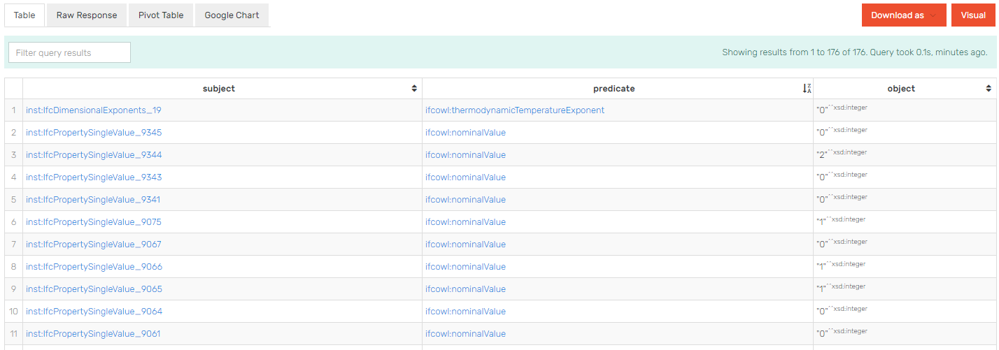 Table Raw Response Pivot Table Google Chart Download as Visual
Filter query results Showing results from 1 to 176 of 176. Query took 0.1s, minutes ago.
subject predicate object
1 inst:IfcDimensionalExponents_19 ifcowl:thermodynamicTemperatureExponent "0"^^xsd:integer
2 inst:IfcPropertySingleValue_9345 ifcowl:nominalValue "0"^^xsd:integer
3 inst:IfcPropertySingleValue_9344 ifcowl:nominalValue "2"^^xsd:integer
4 inst:IfcPropertySingleValue_9343 ifcowl:nominalValue "0"^^xsd:integer
5 inst:IfcPropertySingleValue_9341 ifcowl:nominalValue "0"^^xsd:integer
6 inst:IfcPropertySingleValue_9075 ifcowl:nominalValue "1"^^xsd:integer
7 inst:IfcPropertySingleValue_9067 ifcowl:nominalValue "0"^^xsd:integer
8 inst:IfcPropertySingleValue_9066 ifcowl:nominalValue "1"^^xsd:integer
9 inst:IfcPropertySingleValue_9065 ifcowl:nominalValue "1"^^xsd:integer
10 inst:IfcPropertySingleValue_9064 ifcowl:nominalValue "0"^^xsd:integer
11 inst:IfcPropertySingleValue_9061 ifcowl:nominalValue "0"^^xsd:integer